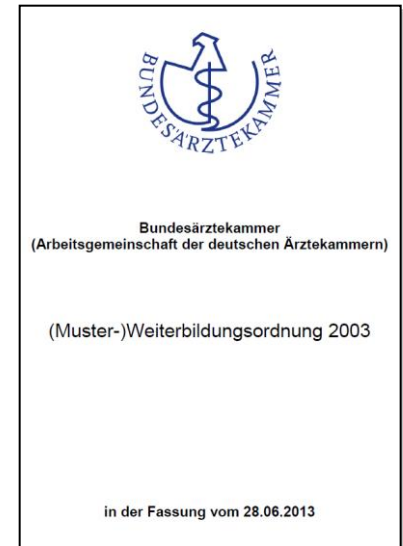 BUNDESÄRZTEKAMMER
Bundesärztekammer
(Arbeitsgemeinschaft der deutschen Ärztekammern)
(Muster-)Weiterbildungsordnung 2003
in der Fassung vom 28.06.2013